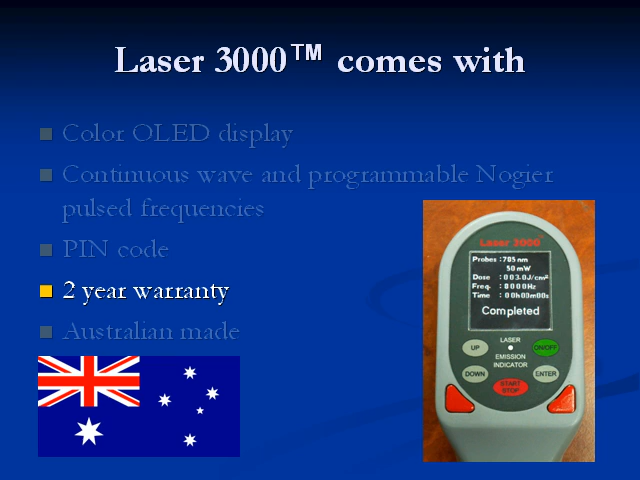 Laser 3000™ comes with
Color OLED display
Continuous wave and programmable Nogier
pulsed frequencies
PIN code
2 year warranty
Australian made
Laser 3000™
Probes :785 nm
50 mW
Dose :003.0J/cm²
Freq. :8000Hz
Time :00h03m00s
Completed
UP
LASER
EMISSION
INDICATOR
ON/OFF
DOWN
START
STOP
ENTER